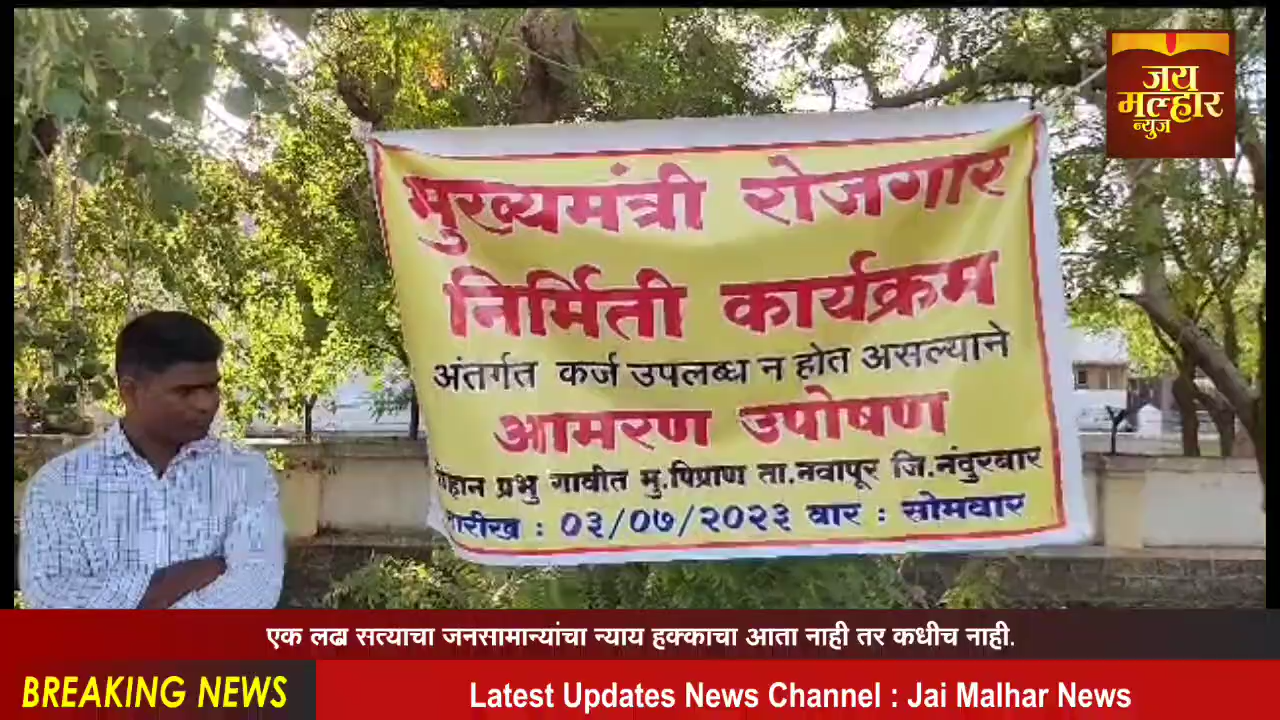 जय
मल्हार
न्युज
मुख्यमंत्री रोजगार
निर्मिती कार्यक्रम
अंतर्गत कर्ज उपलब्ध न होत असल्याने
आमरण उपोषण
प्रभु गावीत मु.पिप्राण ता.नवापूर जि.नंदुरबार
: ०३/०७/२०२३ वार : सोमवार
एक लढा सत्याचा जनसामान्यांचा न्याय हक्काचा आता नाही तर कधीच नाही.
BREAKING NEWS
Latest Updates News Channel : Jai Malhar News